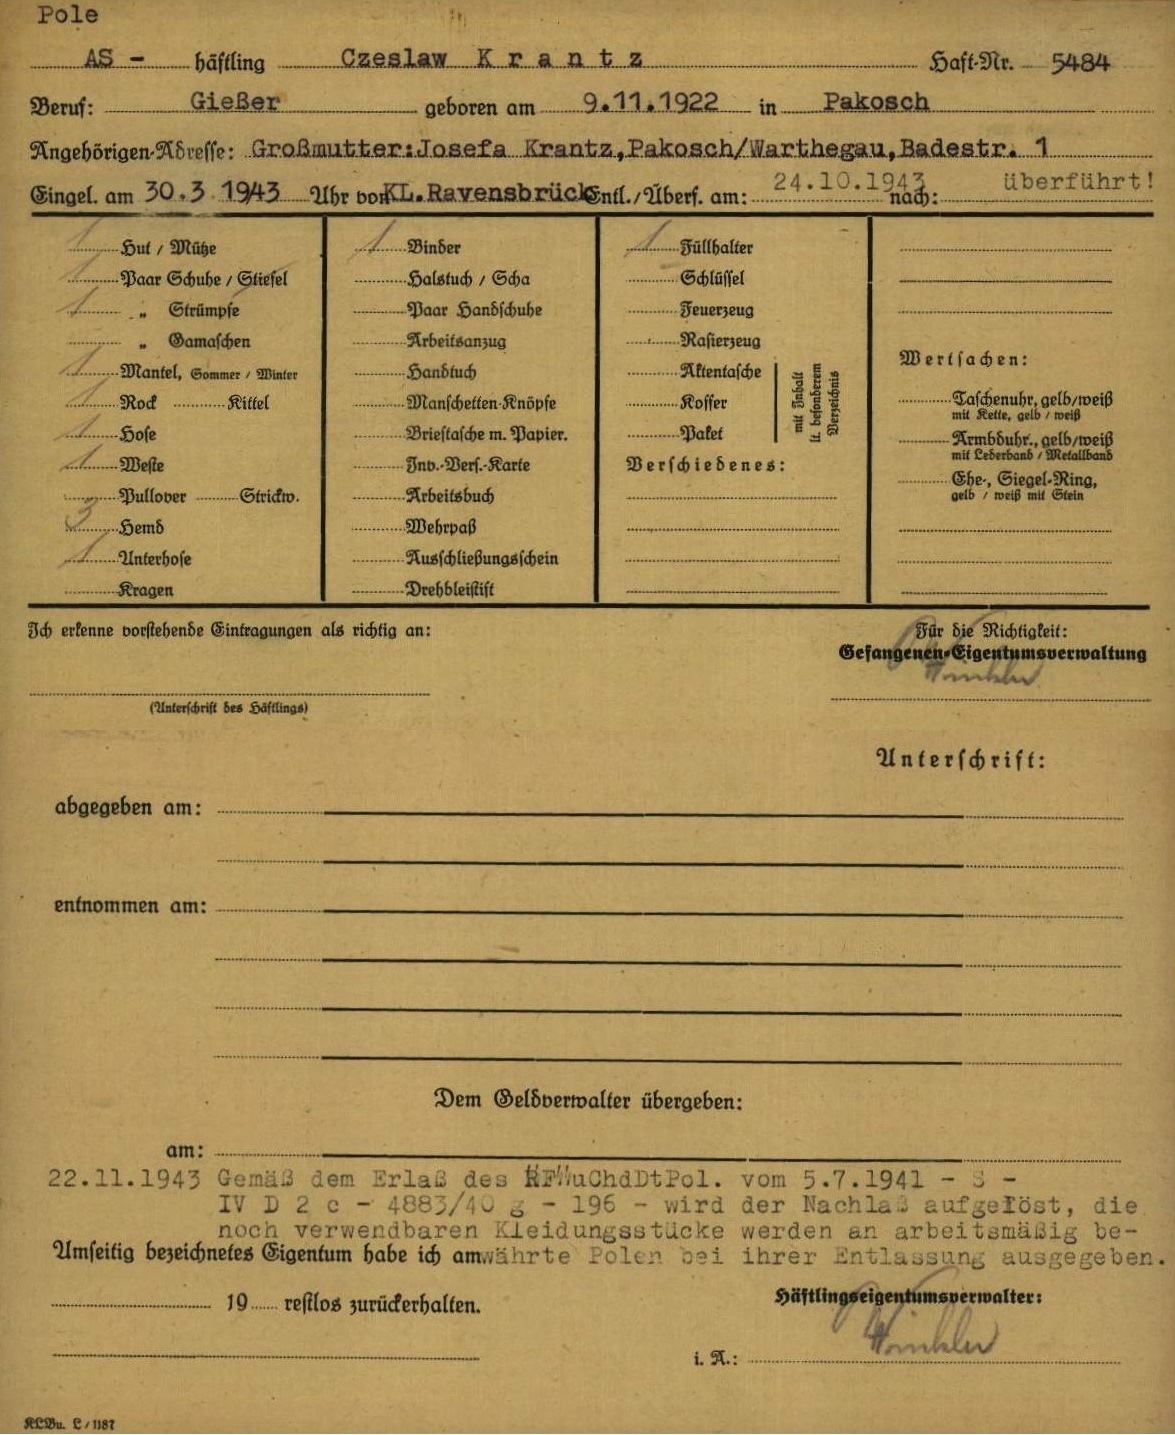 Pole
AS - häftling Czeslaw K r a n t z Haft-Nr. 5484
Beruf: Gießer geboren am 9.11.1922 in Pakosch
Angehörigen-Adresse: Großmutter:Josefa Krantz,Pakosch/Warthegau,Badestr. 1
Eingel. am 30.3.1943 Uhr von KL.Ravensbrück Entl./Überf. am: 24.10.1943 nach: überführt!
1 Hut / Mütze
1 Paar Schuhe / Stiefel
1 „ Strümpfe
„ Gamaschen
1 Mantel, Sommer / Winter
1 Rock Kittel
1 Hose
1 Weste
Pullover Strickw.
3 Hemd
1 Unterhose
Kragen
1 Binder
Halstuch / Scha
Paar Handschuhe
Arbeitsanzug
Handtuch
Manschetten-Knöpfe
Brieftasche m. Papier.
Inv.-Vers.-Karte
Arbeitsbuch
Wehrpaß
Ausschließungsschein
Drehbleistift
1 Füllhalter
Schlüssel
Feuerzeug
Rasierzeug
Aktentasche
Koffer
Paket
mit Inhalt
lt. besonderem
Verzeichnis
Verschiedenes:
Wertsachen:
Taschenuhr, gelb/weiß
mit Kette, gelb / weiß
Armbduhr., gelb/weiß
mit Lederband / Metallband
Ehe-, Siegel-Ring,
gelb / weiß mit Stein
Ich erkenne vorstehende Eintragungen als richtig an:
(Unterschrift des Häftlings)
Für die Richtigkeit:
Gefangenen-Eigentumsverwaltung
Winkler
Unterschrift:
abgegeben am:
entnommen am:
Dem Geldverwalter übergeben:
am:
22.11.1943 Gemäß dem Erlaß des RFᛋᛋuChdDtPol. vom 5.7.1941 - S -
IV D 2 c - 4883/40 g - 196 - wird der Nachlaß aufgelöst, die
noch verwendbaren Kleidungsstücke werden an arbeitsmäßig be-
Umseitig bezeichnetes Eigentum habe ich am währte Polen bei ihrer Entlassung ausgegeben.
19 restlos zurückerhalten.
Häftlingseigentumsverwalter:
Winkler
i. A.:
KLBu. L / 1187